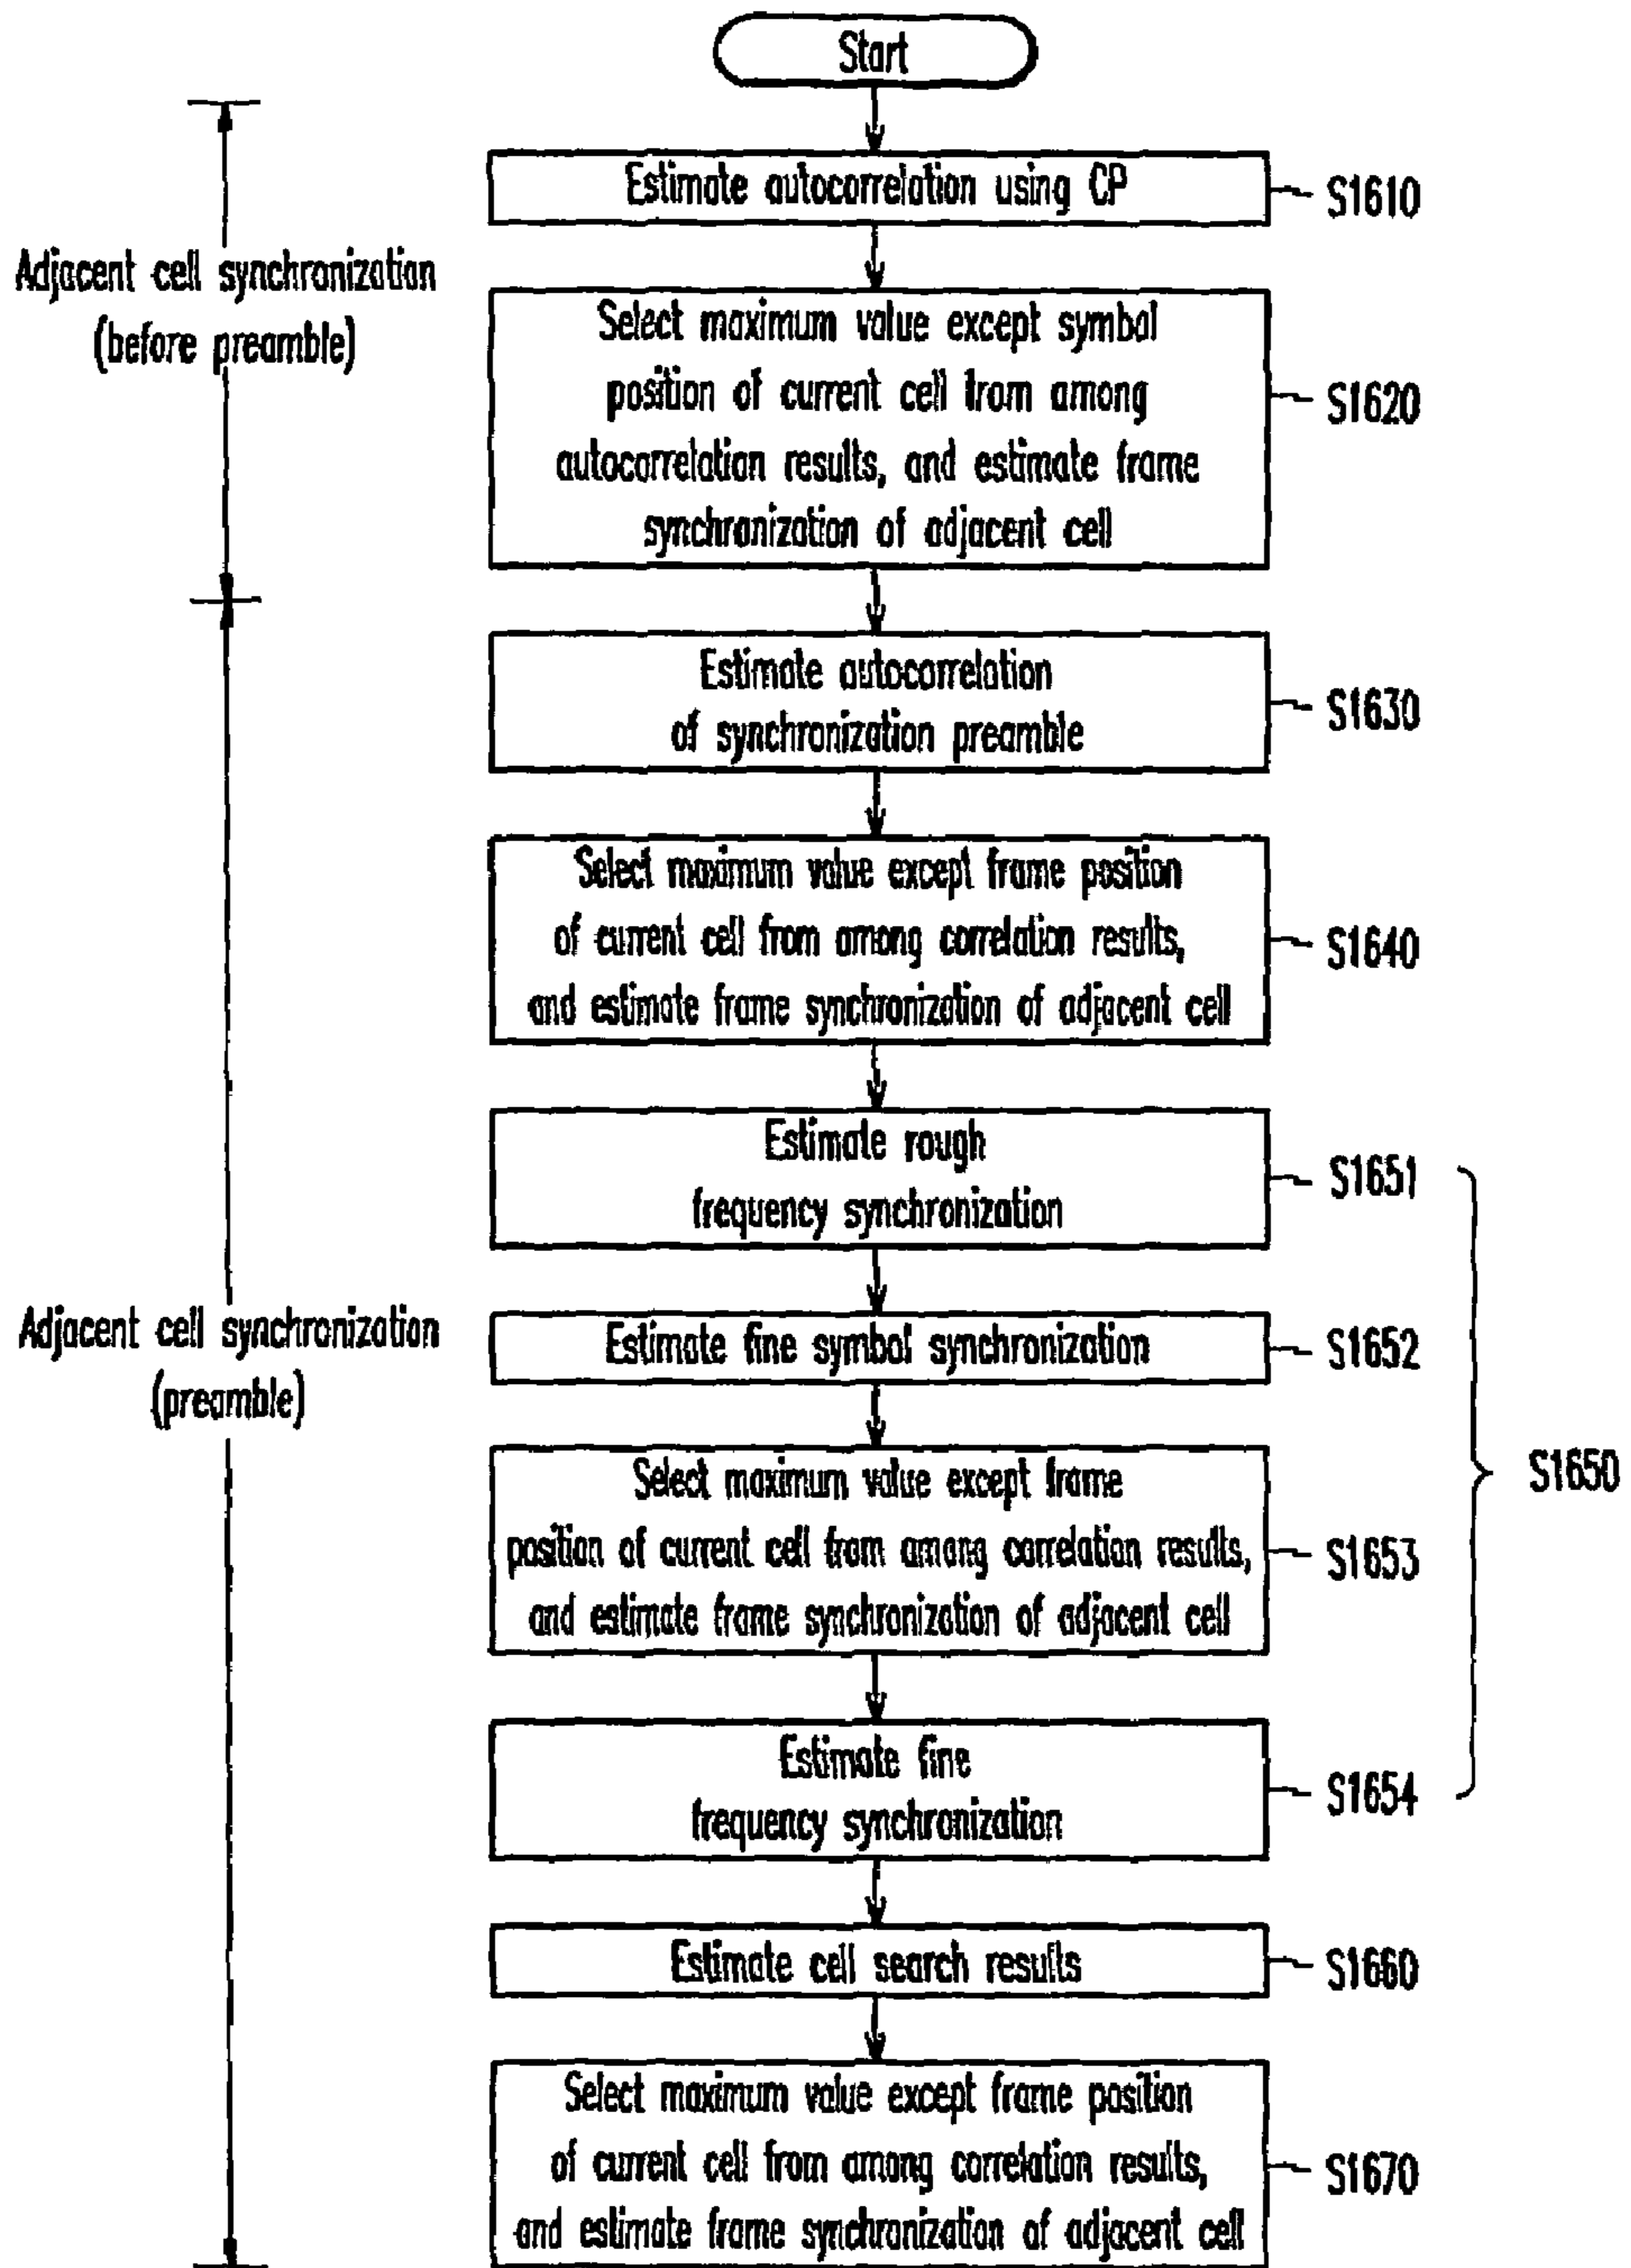 Start
Estimate autocorrelation using CP
S1610
Adjacent cell synchronization
(before preamble)
Select maximum value except symbol
position of current cell from among
autocorrelation results, and estimate frame
synchronization of adjacent cell
S1620
Estimate autocorrelation
of synchronization preamble
S1630
Select maximum value except frame position
of current cell from among correlation results,
and estimate frame synchronization of adjacent cell
S1640
Estimate rough
frequency synchronization
S1651
Adjacent cell synchronization
(preamble)
Estimate fine symbol synchronization
S1652
Select maximum value except frame
position of current cell from among correlation results,
and estimate frame synchronization of adjacent cell
S1653
S1650
Estimate fine
frequency synchronization
S1654
Estimate cell search results
S1660
Select maximum value except frame position
of current cell from among correlation results,
and estimate frame synchronization of adjacent cell
S1670